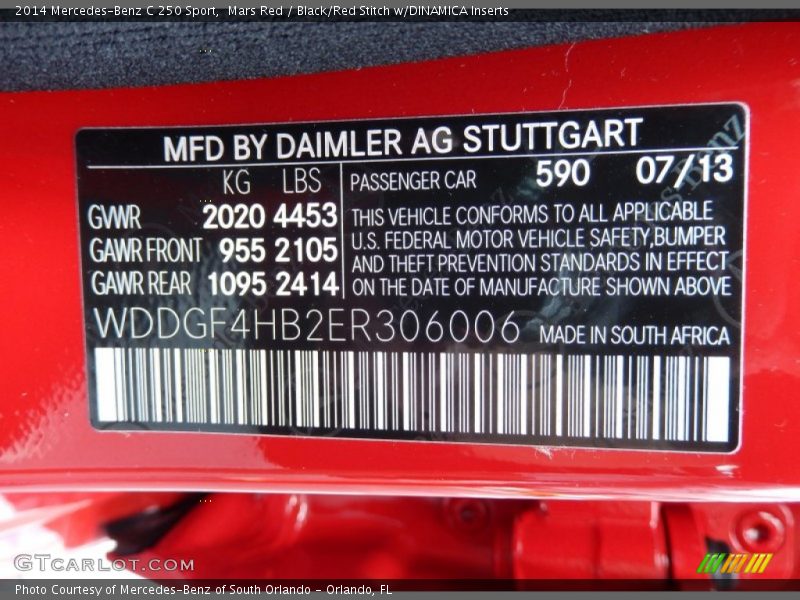 2014 Mercedes-Benz C 250 Sport,  Mars Red / Black/Red Stitch w/DINAMICA Inserts
MFD BY DAIMLER AG STUTTGART
KG LBS
GWR 2020 4453
GAWR FRONT 955 2105
GAWR REAR 1095 2414
PASSENGER CAR 590 07/13
THIS VEHICLE CONFORMS TO ALL APPLICABLE
U.S. FEDERAL MOTOR VEHICLE SAFETY,BUMPER
AND THEFT PREVENTION STANDARDS IN EFFECT
ON THE DATE OF MANUFACTURE SHOWN ABOVE
WDDGF4HB2ER306006 MADE IN SOUTH AFRICA
GTCARLOT.COM
Photo Courtesy of Mercedes-Benz of South Orlando - Orlando, FL